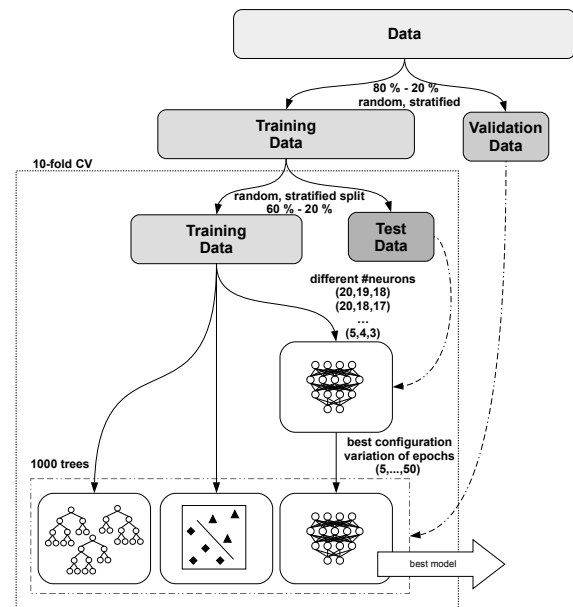 Data
80 % - 20 %
random, stratified
Training
Data
Validation
Data
10-fold CV
random, stratified split
60 % - 20 %
Training
Data
Test
Data
different #neurons
(20,19,18)
(20,18,17)
...
(5,4,3)
best configuration
variation of epochs
(5,...,50)
1000 trees
best model